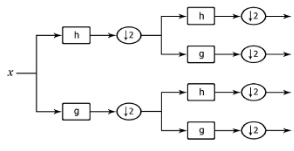 h ↓2 h ↓2
g ↓2
x
g ↓2 h ↓2
g ↓2